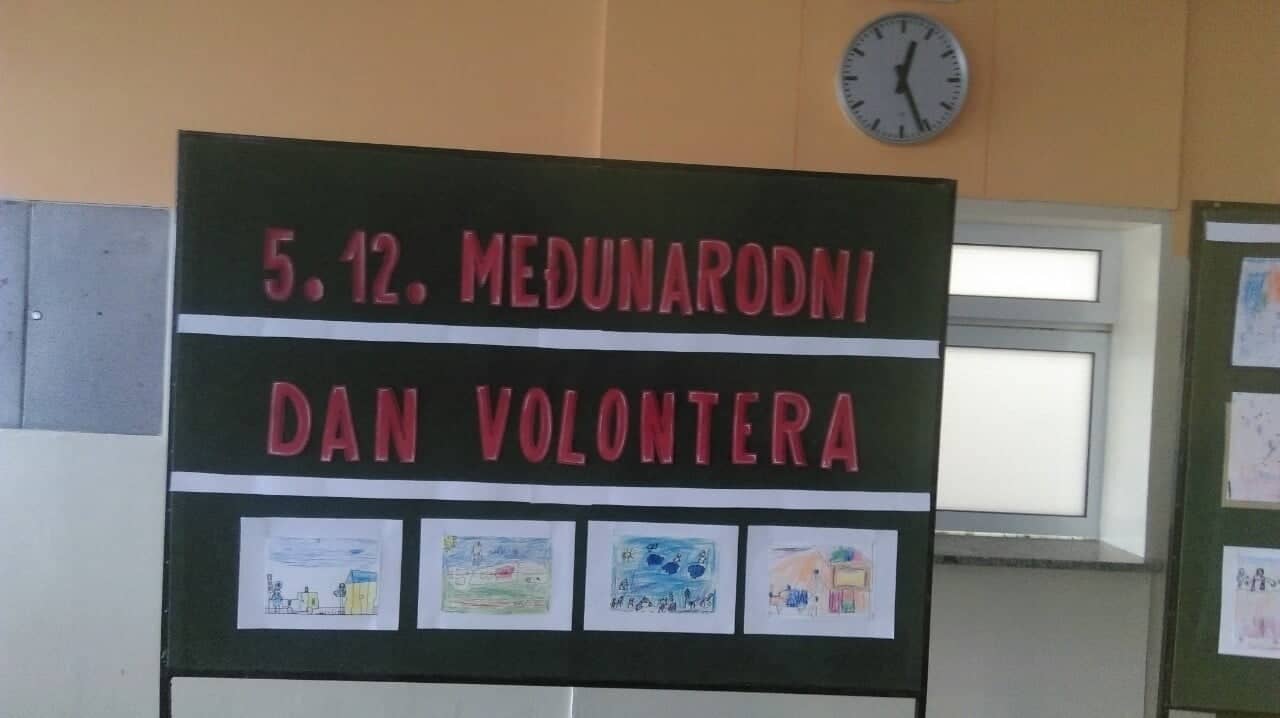 5.12. MEĐUNARODNI
DAN VOLONTERA